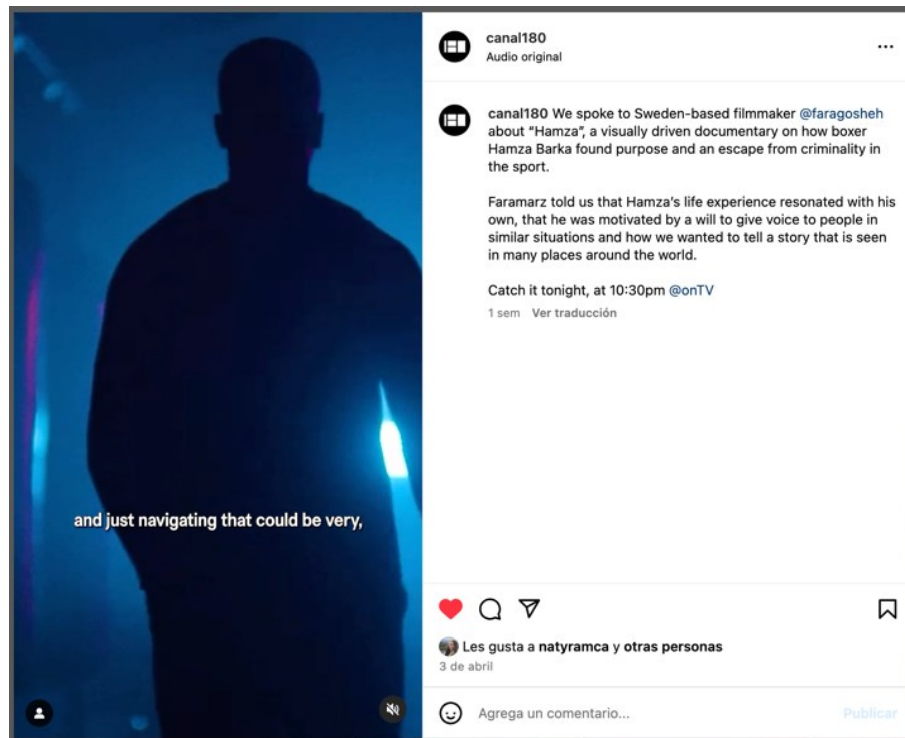 canal180
Audio original
canal180 We spoke to Sweden-based filmmaker @faragosheh
about “Hamza”, a visually driven documentary on how boxer
Hamza Barka found purpose and an escape from criminality in
the sport.
Faramarz told us that Hamza’s life experience resonated with his
own, that he was motivated by a will to give voice to people in
similar situations and how we wanted to tell a story that is seen
in many places around the world.
Catch it tonight, at 10:30pm @onTV
1 sem Ver traducción
and just navigating that could be very,
Les gusta a natyramca y otras personas
3 de abril
Agrega un comentario...
Publicar